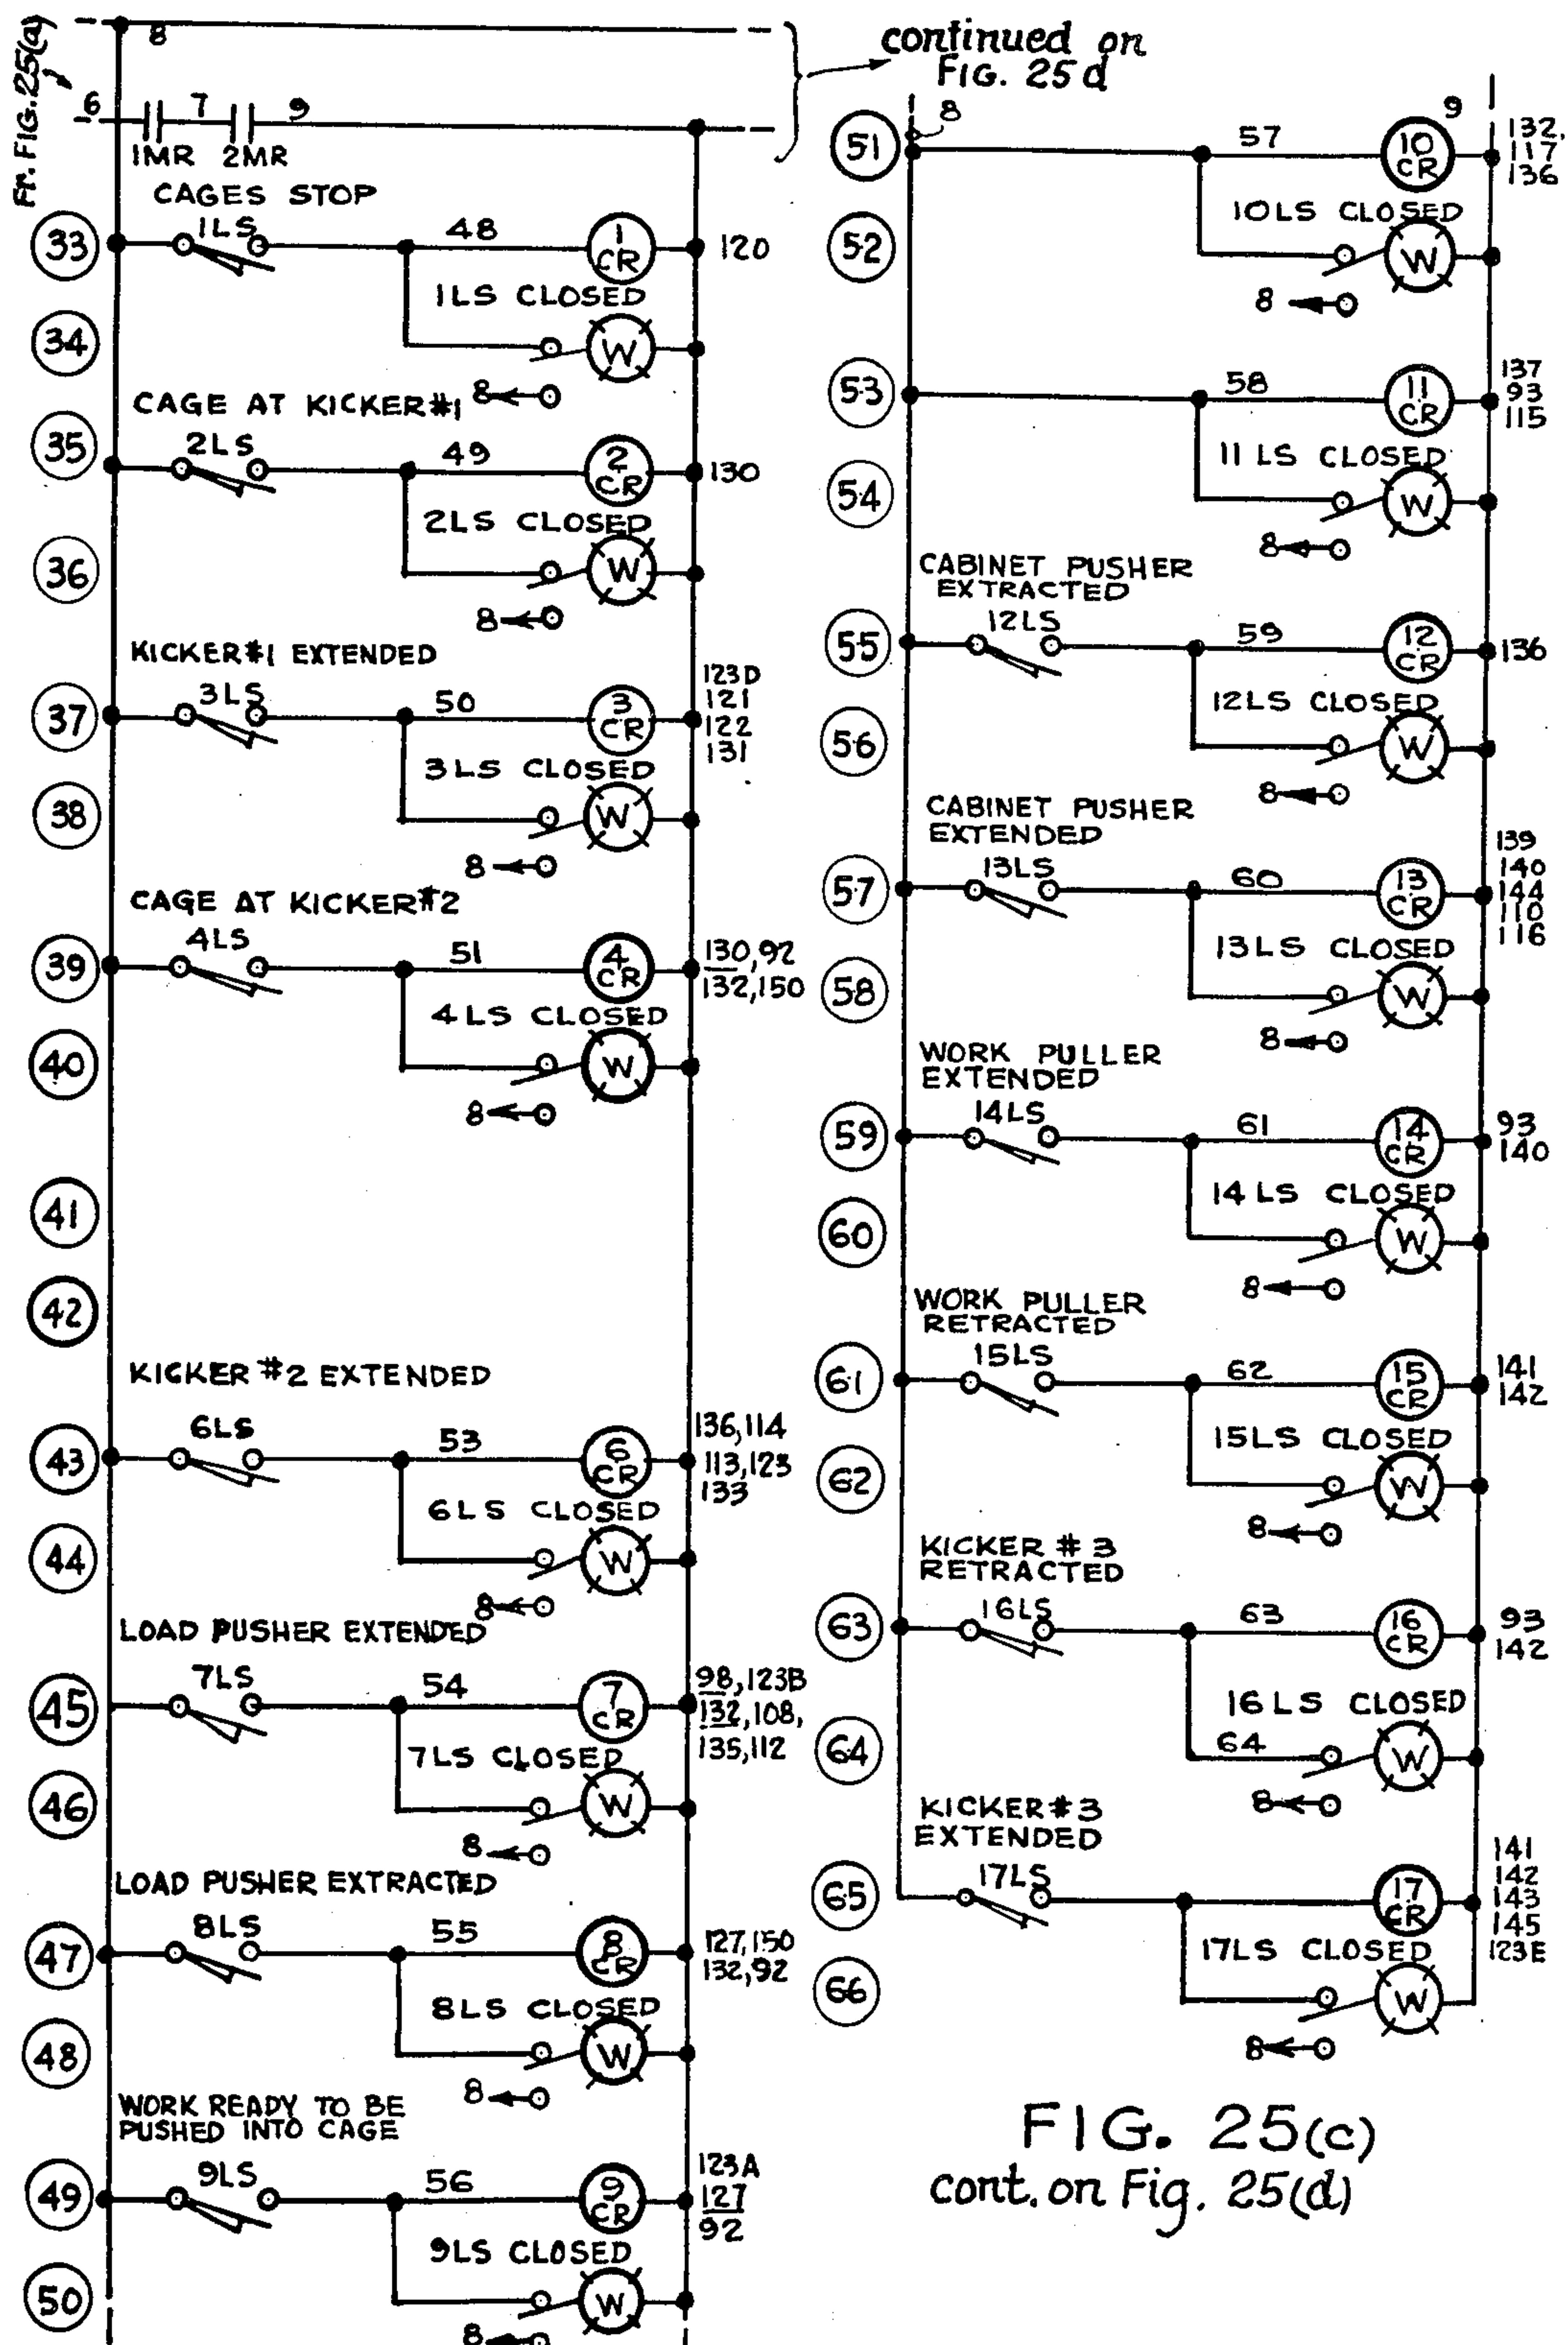 Fr. FIG. 25(a)
8
continued on
FIG. 25d
6 7 9
1MR 2MR
CAGES STOP
33 1LS 48 1 CR 120
1LS CLOSED
34 W
8
CAGE AT KICKER #1
35 2LS 49 2 CR 130
2LS CLOSED
36 W
8
KICKER #1 EXTENDED
37 3LS 50 3 CR
123D
121
122
131
3LS CLOSED
38 W
8
CAGE AT KICKER #2
39 4LS 51 4 CR
130,92
132,150
4LS CLOSED
40 W
8
41
42
KICKER #2 EXTENDED
43 6LS 53 6 CR
136,114
113,123
133
6LS CLOSED
44 W
8
LOAD PUSHER EXTENDED
45 7LS 54 7 CR
98,123B
132,108,
135,112
7LS CLOSED
46 W
8
LOAD PUSHER EXTRACTED
47 8LS 55 8 CR
127,150
132,92
8LS CLOSED
48 W
8
WORK READY TO BE
PUSHED INTO CAGE
49 9LS 56 9 CR
123A
127
92
9LS CLOSED
50 W
8
8 9
51 57 10 CR
132,
117
136
10LS CLOSED
52 W
8
53 58 11 CR
137
93
115
11LS CLOSED
54 W
8
CABINET PUSHER
EXTRACTED
55 12LS 59 12 CR 136
12LS CLOSED
56 W
8
CABINET PUSHER
EXTENDED
57 13LS 60 13 CR
139
140
144
110
116
13LS CLOSED
58 W
8
WORK PULLER
EXTENDED
59 14LS 61 14 CR
93
140
14LS CLOSED
60 W
8
WORK PULLER
RETRACTED
61 15LS 62 15 CR
141
142
15LS CLOSED
62 W
8
KICKER #3
RETRACTED
63 16LS 63 16 CR
93
142
16LS CLOSED
64 64 W
8
KICKER #3
EXTENDED
65 17LS 17 CR
141
142
143
145
123E
17LS CLOSED
66 W
8
FIG. 25(c)
cont. on Fig. 25(d)